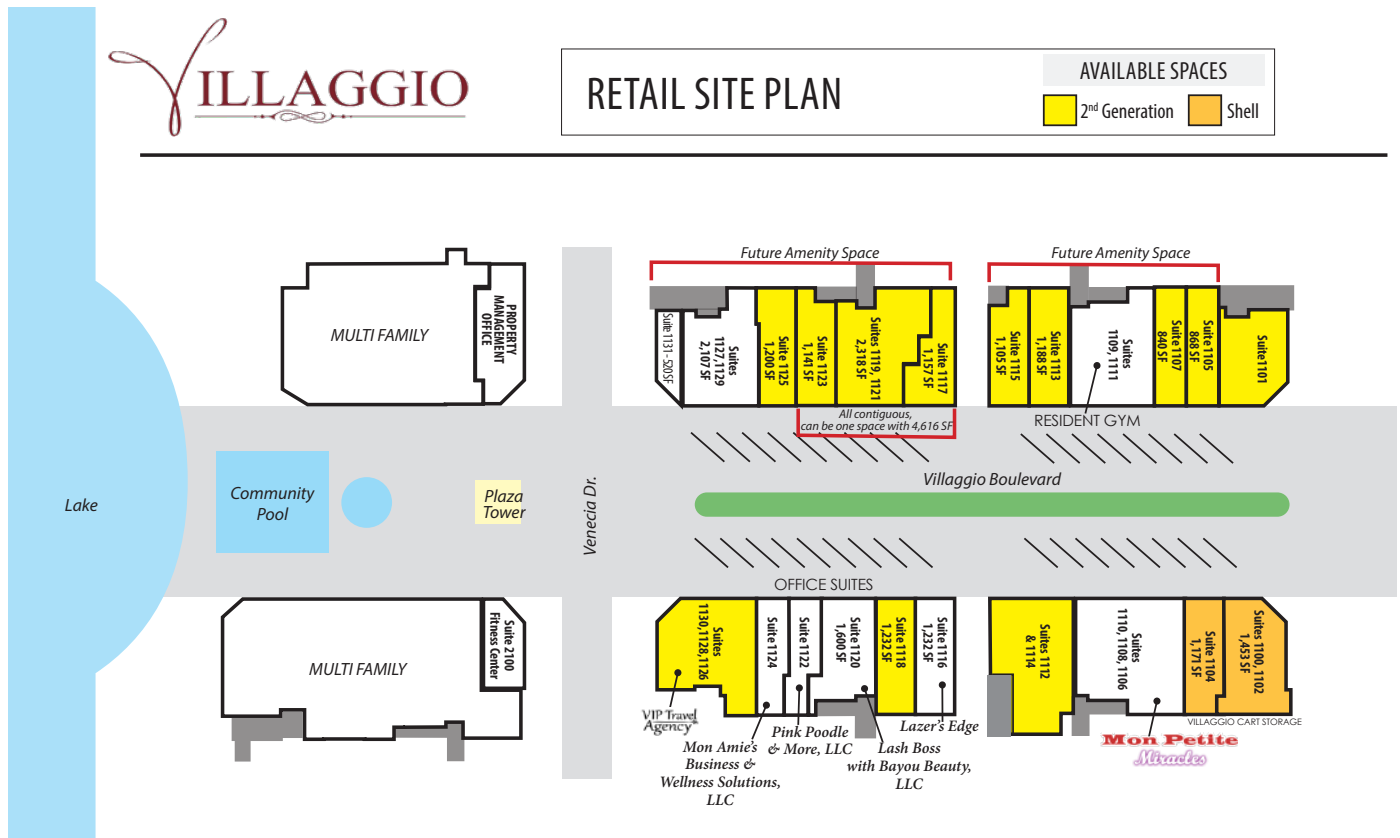 VILLAGGIO
RETAIL SITE PLAN
AVAILABLE SPACES
2nd Generation
Shell
Future Amenity Space
Future Amenity Space
MULTI FAMILY
PROPERTY
MANAGEMENT
OFFICE
Suite 1131 - 520 SF
Suites
1127, 1129
2,107 SF
Suite 1125
1,200 SF
Suite 1123
1,141 SF
Suites 1119, 1121
2,318 SF
Suite 1117
1,157 SF
Suite 1115
1,105 SF
Suite 1113
1,188 SF
Suites
1109, 1111
Suite 1107
840 SF
Suite 1105
868 SF
Suite1101
All contiguous,
can be one space with 4,616 SF
RESIDENT GYM
Lake
Community
Pool
Plaza
Tower
Venecia Dr.
Villaggio Boulevard
OFFICE SUITES
MULTI FAMILY
Suite 2100
Fitness Center
Suites
1130,1128,1126
Suite 1124
Suite 1122
Suite 1120
1,600 SF
Suite 1118
1,232 SF
Suite 1116
1,232 SF
Suites 1112
& 1114
Suites
1110, 1108, 1106
Suite 1104
1,171 SF
Suites 1100, 1102
1,453 SF
VIP Travel
Agency
Mon Amie's
Business &
Wellness Solutions,
LLC
Pink Poodle
& More, LLC
Lash Boss
with Bayou Beauty,
LLC
Lazer's Edge
VILLAGGIO CART STORAGE
Mon Petite
Miracles